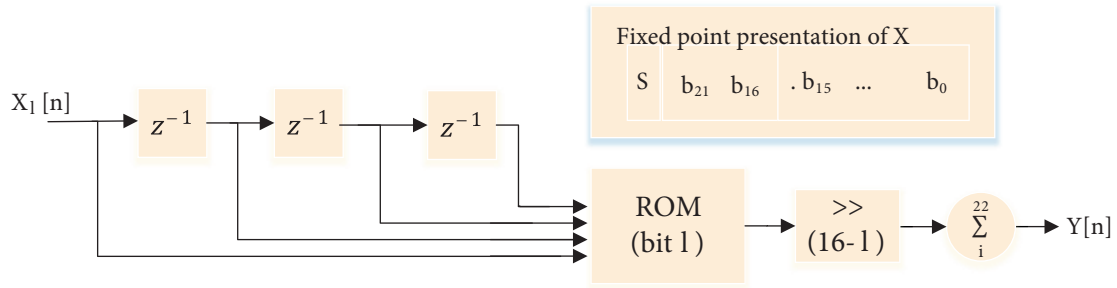 Fixed point presentation of X
S b₂₁ b₁₆ . b₁₅ ... b₀
X₁ [n]
z⁻¹ z⁻¹ z⁻¹
ROM
(bit l )
>>
(16- l )
22
Σ
i
Y[n]